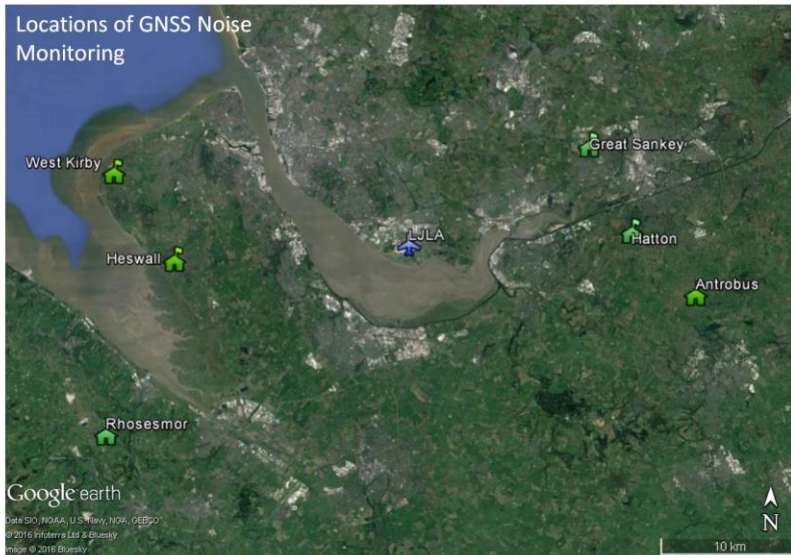 Locations of GNSS Noise
Monitoring
Great Sankey
West Kirby
LJLA
Hatton
Heswall
Antrobus
Rhosesmor
Google earth
Data SIO, NOAA, U.S. Navy, NGA, GEBCO
© 2016 Infoterra Ltd & Bluesky
Image © 2016 Bluesky
N
10 km